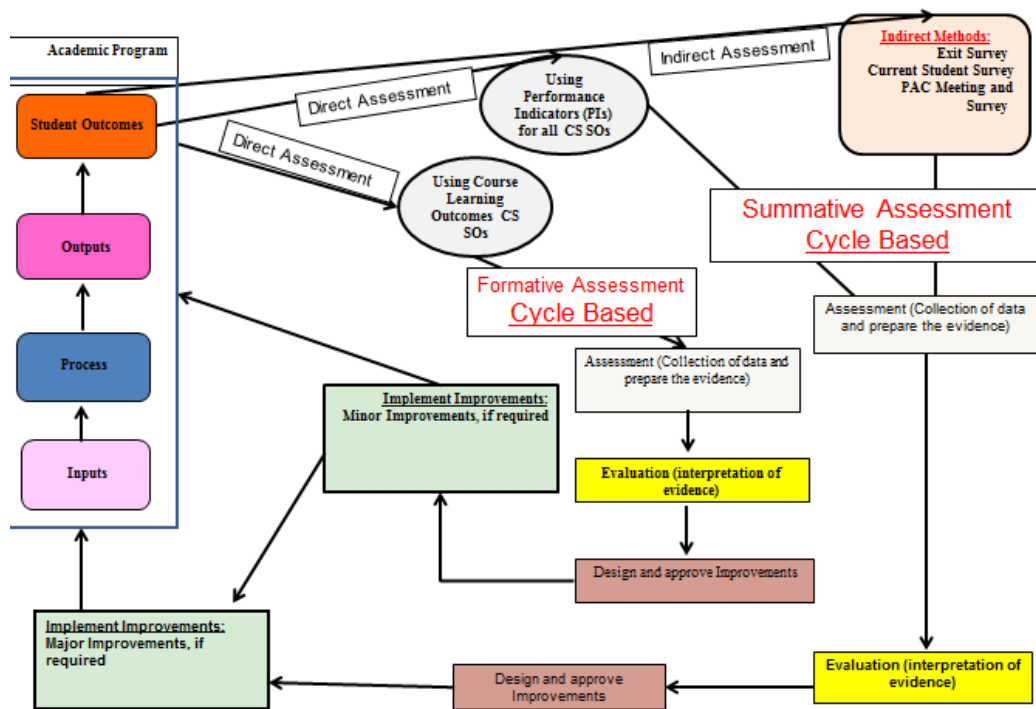 Academic Program
Student Outcomes
Outputs
Process
Inputs
Direct Assessment
Direct Assessment
Indirect Assessment
Using
Performance
Indicators (PIs)
for all CS SOs
Using Course
Learning
Outcomes CS
SOs
Indirect Methods:
Exit Survey
Current Student Survey
PAC Meeting and
Survey
Summative Assessment
Cycle Based
Formative Assessment
Cycle Based
Assessment (Collection of data
and prepare the evidence)
Assessment (Collection of data and
prepare the evidence)
Implement Improvements:
Minor Improvements, if required
Evaluation (interpretation of
evidence)
Design and approve Improvements
Implement Improvements:
Major Improvements, if
required
Design and approve
Improvements
Evaluation (interpretation of
evidence)